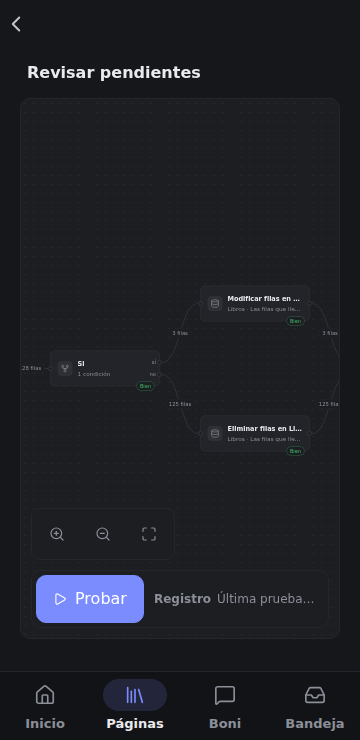 Revisar pendientes
Modificar filas en …
Libros · Las filas que lle…
Bien
3 filas
3 filas
128 filas
Si
1 condición
sí
no
Bien
125 filas
125 fila
Eliminar filas en Li…
Libros · Las filas que lle…
Bien
Probar
Registro Última prueba…
Inicio
Páginas
Boni
Bandeja